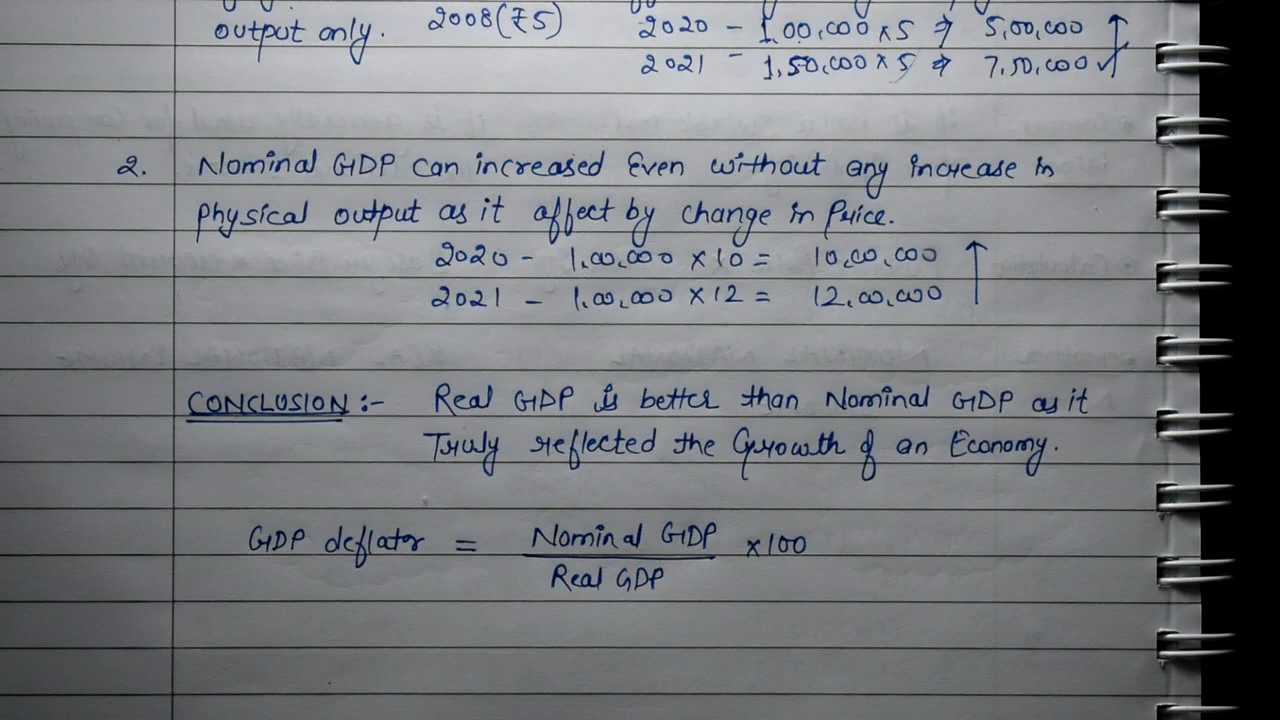 output only. 2008 (₹5) 2020 - 1,00,000 x 5 ⇒ 5,00,000 ↑
2021 - 1,50,000 x 5 ⇒ 7,50,000 ✓
2. Nominal GDP can increased Even without any increase in
physical output as it affect by change in Price.
2020 - 1,00,000 x 10 = 10,00,000 ↑
2021 - 1,00,000 x 12 = 12,00,000
CONCLUSION :- Real GDP is better than Nominal GDP as it
Truly reflected the Growth of an Economy.
GDP deflator = Nominal GDP x 100
Real GDP